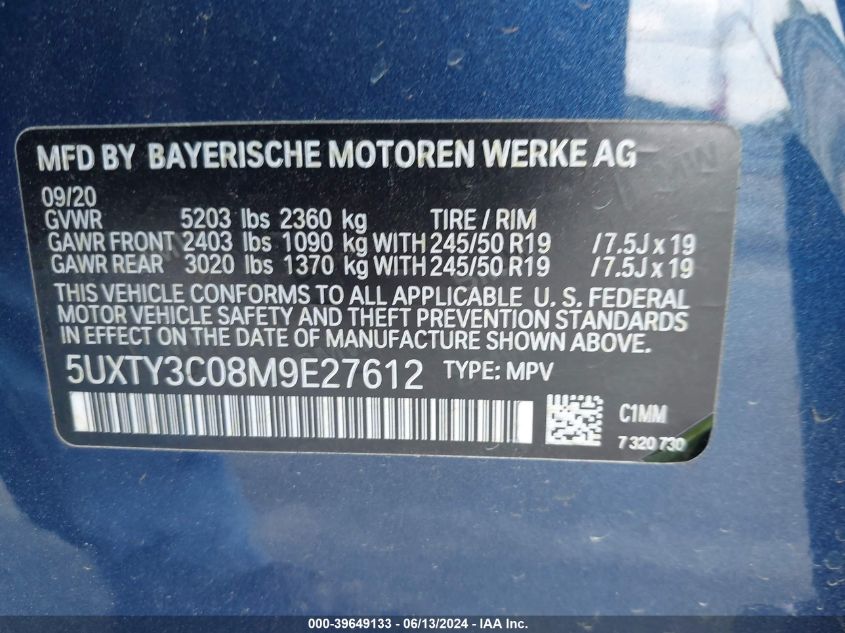 MFD BY BAYERISCHE MOTOREN WERKE AG
09/20
GVWR 5203 lbs 2360 kg TIRE / RIM
GAWR FRONT 2403 lbs 1090 kg WITH 245/50 R19 / 7.5J x 19
GAWR REAR 3020 lbs 1370 kg WITH 245/50 R19 / 7.5J x 19
THIS VEHICLE CONFORMS TO ALL APPLICABLE U. S. FEDERAL
MOTOR VEHICLE SAFETY AND THEFT PREVENTION STANDARDS
IN EFFECT ON THE DATE OF MANUFACTURE SHOWN ABOVE.
5UXTY3C08M9E27612 TYPE: MPV
C1MM
7 320 730
000-39649133 - 06/13/2024 - IAA Inc.